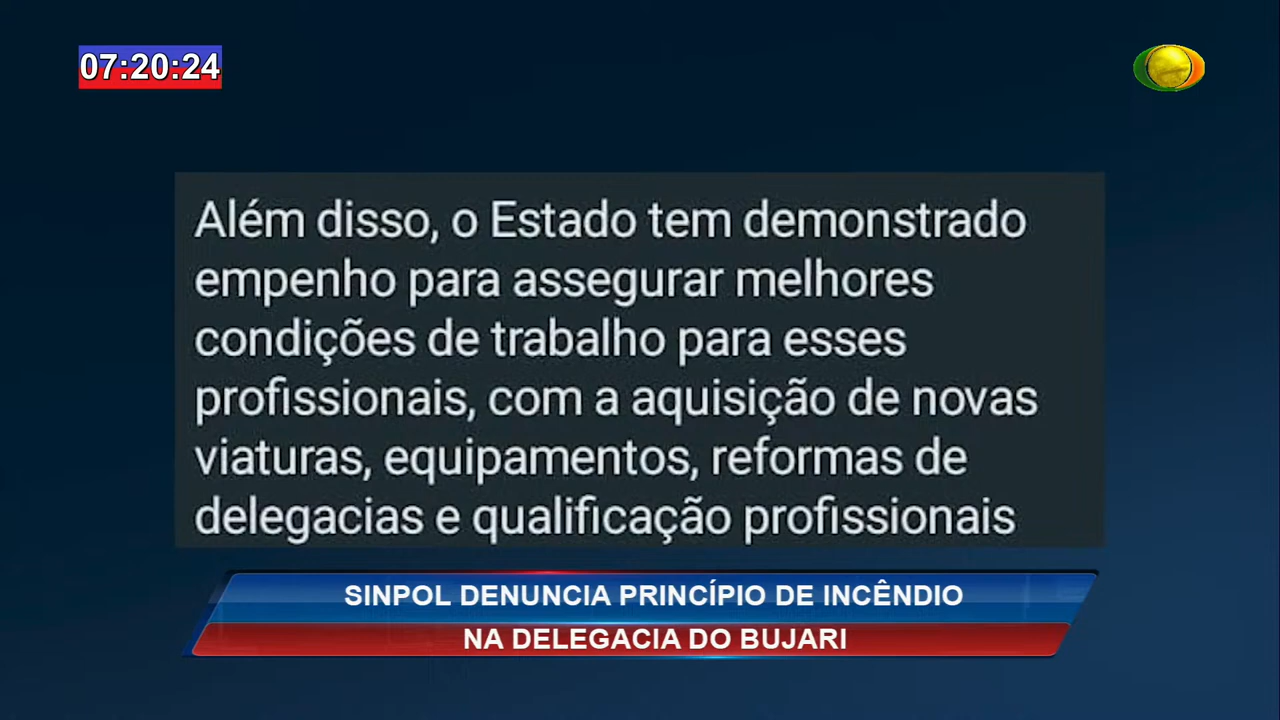 07:20:24
Além disso, o Estado tem demonstrado
empenho para assegurar melhores
condições de trabalho para esses
profissionais, com a aquisição de novas
viaturas, equipamentos, reformas de
delegacias e qualificação profissionais
SINPOL DENUNCIA PRINCÍPIO DE INCÊNDIO
NA DELEGACIA DO BUJARI